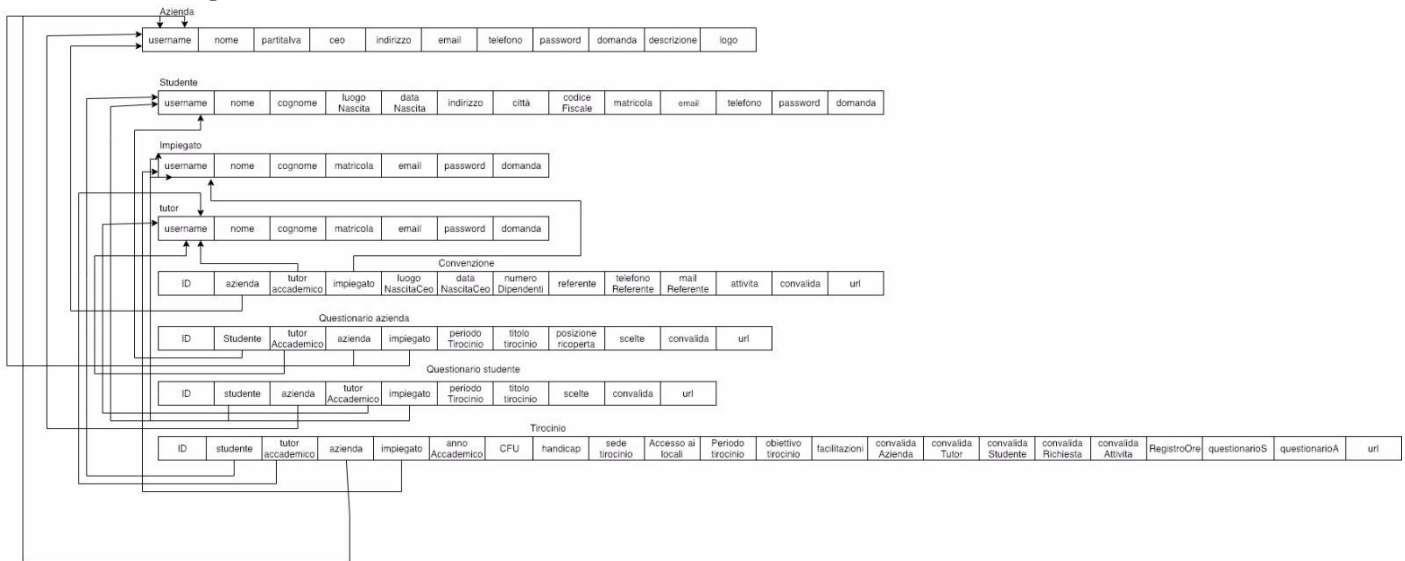 Azienda
username nome partitaIva ceo indirizzo email telefono password domanda descrizione logo
Studente
username nome cognome luogo Nascita data Nascita indirizzo città codice Fiscale matricola email telefono password domanda
Impiegato
username nome cognome matricola email password domanda
tutor
username nome cognome matricola email password domanda
Convenzione
ID azienda tutor accademico impiegato luogo NascitaCeo data NascitaCeo numero Dipendenti referente telefono Referente mail Referente attivita convalida url
Questionario azienda
ID Studente tutor Accademico azienda impiegato periodo Tirocinio titolo tirocinio posizione ricoperta scelte convalida url
Questionario studente
ID studente azienda tutor Accademico impiegato periodo Tirocinio titolo tirocinio scelte convalida url
Tirocinio
ID studente tutor accademico azienda impiegato anno Accademico CFU handicap sede tirocinio Accesso ai locali Periodo tirocinio obiettivo tirocinio facilitazioni convalida Azienda convalida Tutor convalida Studente convalida Richiesta convalida Attivita RegistroOre questionarioS questionarioA url